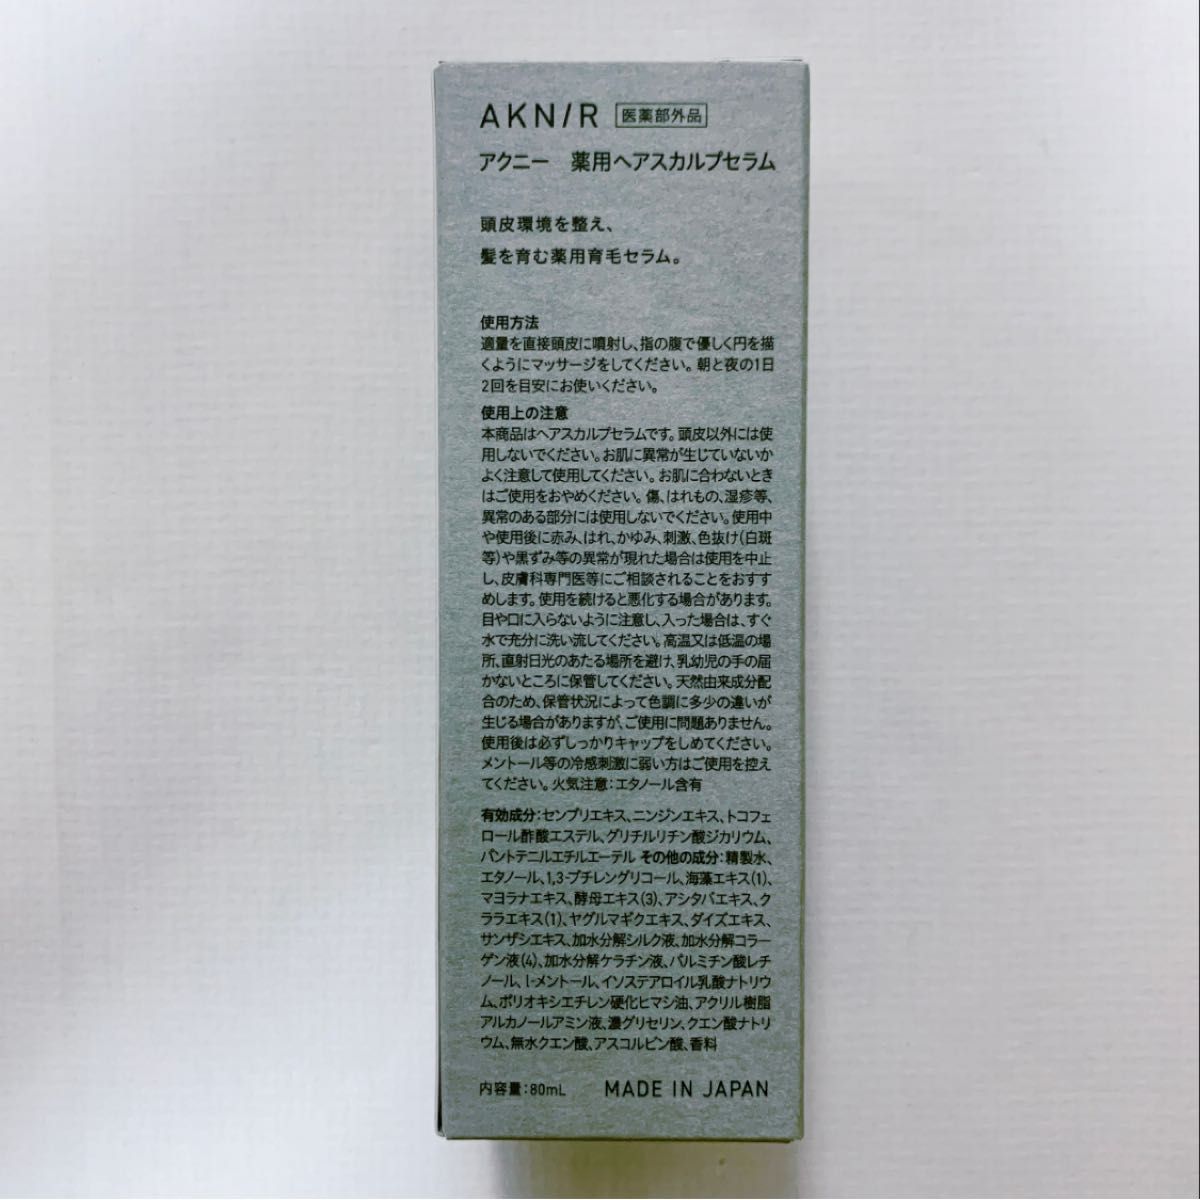 AKN/R 医薬部外品
アクニー 薬用ヘアスカルプセラム
頭皮環境を整え、
髪を育む薬用育毛セラム。
使用方法
適量を直接頭皮に噴射し、指の腹で優しく円を描
くようにマッサージをしてください。朝と夜の1日
2回を目安にお使いください。
使用上の注意
本商品はヘアスカルプセラムです。頭皮以外には使
用しないでください。お肌に異常が生じていないか
よく注意して使用してください。お肌に合わないとき
はご使用をおやめください。傷、はれもの、湿疹等、
異常のある部分には使用しないでください。使用中
や使用後に赤み、はれ、かゆみ、刺激、色抜け(白斑
等)や黒ずみ等の異常が現れた場合は使用を中止
し、皮膚科専門医等にご相談されることをおすす
めします。使用を続けると悪化する場合があります。
目や口に入らないように注意し、入った場合は、すぐ
水で充分に洗い流してください。高温又は低温の場
所、直射日光のあたる場所を避け、乳幼児の手の届
かないところに保管してください。天然由来成分配
合のため、保管状況によって色調に多少の違いが
生じる場合がありますが、ご使用に問題ありません。
使用後は必ずしっかりキャップをしめてください。
メントール等の冷感刺激に弱い方はご使用を控え
てください。火気注意：エタノール含有
有効成分：センブリエキス、ニンジンエキス、トコフェ
ロール酢酸エステル、グリチルリチン酸ジカリウム、
パントテニルエチルエーテル その他の成分：精製水、
エタノール、1,3-ブチレングリコール、海藻エキス(1)、
マヨラナエキス、酵母エキス(3)、アシタバエキス、ク
ララエキス(1)、ヤグルマギクエキス、ダイズエキス、
サンザシエキス、加水分解シルク液、加水分解コラー
ゲン液(4)、加水分解ケラチン液、パルミチン酸レチ
ノール、l-メントール、イソステアロイル乳酸ナトリウ
ム、ポリオキシエチレン硬化ヒマシ油、アクリル樹脂
アルカノールアミン液、濃グリセリン、クエン酸ナトリ
ウム、無水クエン酸、アスコルビン酸、香料
内容量：80mL MADE IN JAPAN